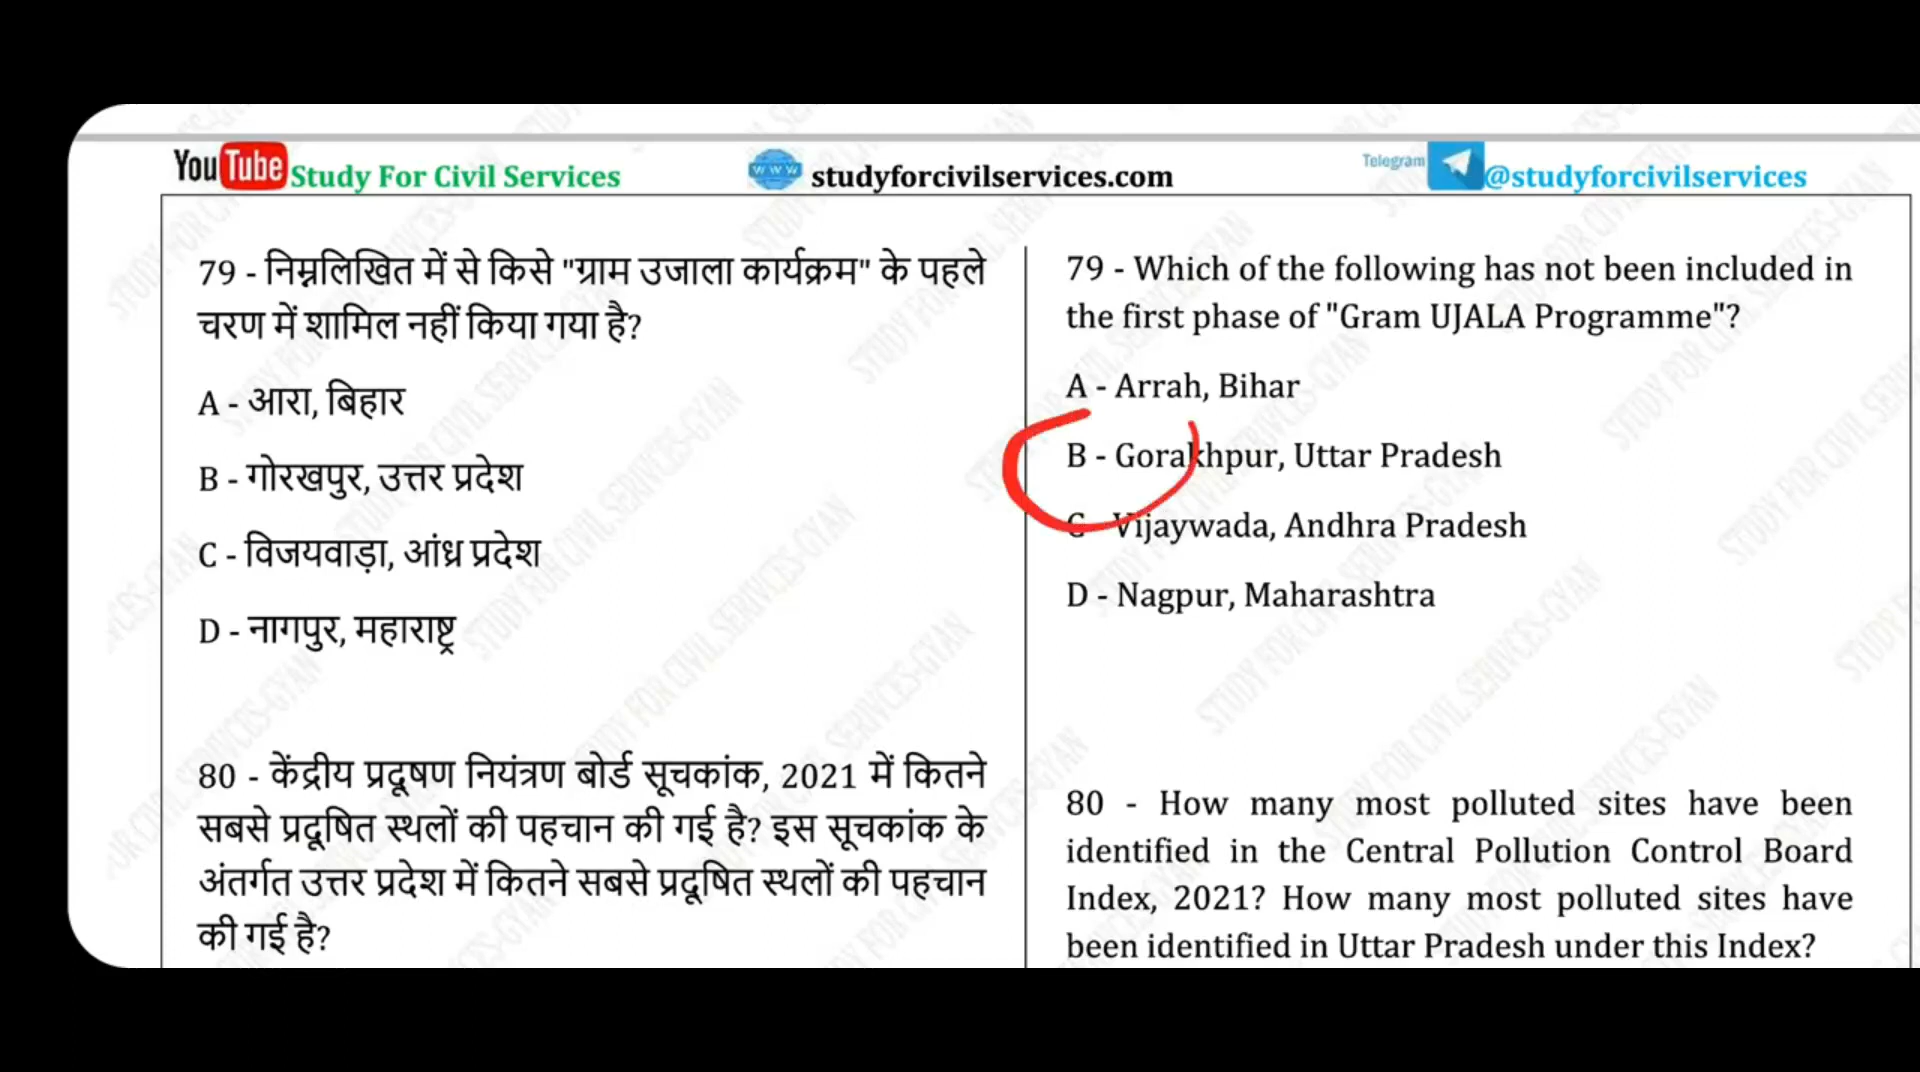 YouTube Study For Civil Services
www studyforcivilservices.com
Telegram @studyforcivilservices
79 - निम्नलिखित में से किसे "ग्राम उजाला कार्यक्रम" के पहले
चरण में शामिल नहीं किया गया है?
A - आरा, बिहार
B - गोरखपुर, उत्तर प्रदेश
C - विजयवाड़ा, आंध्र प्रदेश
D - नागपुर, महाराष्ट्र
80 - केंद्रीय प्रदूषण नियंत्रण बोर्ड सूचकांक, 2021 में कितने
सबसे प्रदूषित स्थलों की पहचान की गई है? इस सूचकांक के
अंतर्गत उत्तर प्रदेश में कितने सबसे प्रदूषित स्थलों की पहचान
की गई है?
79 - Which of the following has not been included in
the first phase of "Gram UJALA Programme"?
A - Arrah, Bihar
B - Gorakhpur, Uttar Pradesh
C - Vijaywada, Andhra Pradesh
D - Nagpur, Maharashtra
80 - How many most polluted sites have been
identified in the Central Pollution Control Board
Index, 2021? How many most polluted sites have
been identified in Uttar Pradesh under this Index?